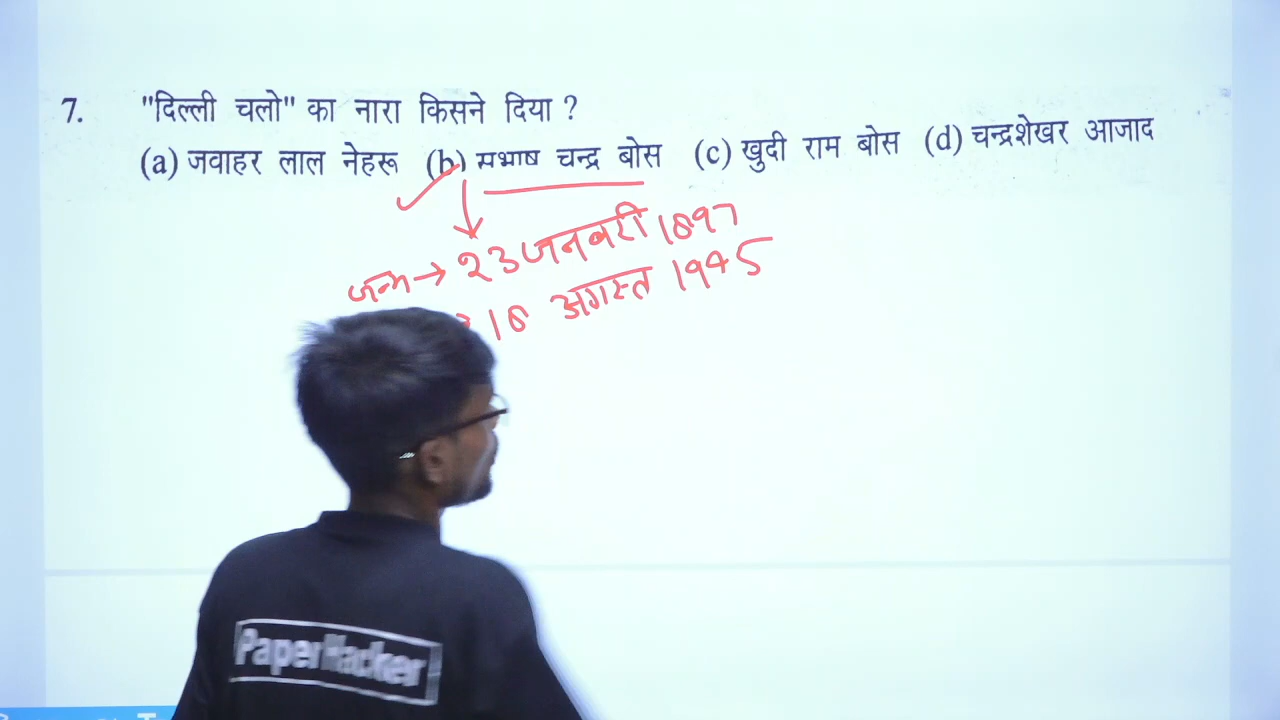 7. "दिल्ली चलो" का नारा किसने दिया ?
(a) जवाहर लाल नेहरू (b) सभाष चन्द्र बोस (c) खुदी राम बोस (d) चन्द्रशेखर आजाद
जन्म → 23 जनवरी 1897
18 अगस्त 1945
PaperHacker